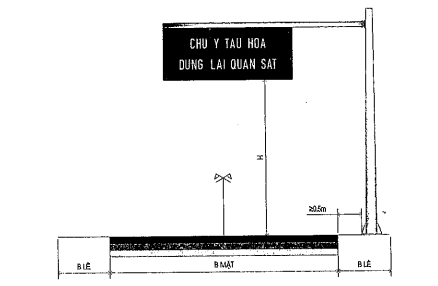 CHU Y TAU HOA
DUNG LAI QUAN SAT
H
≥0.5m
B LỀ
B MẶT
B LỀ